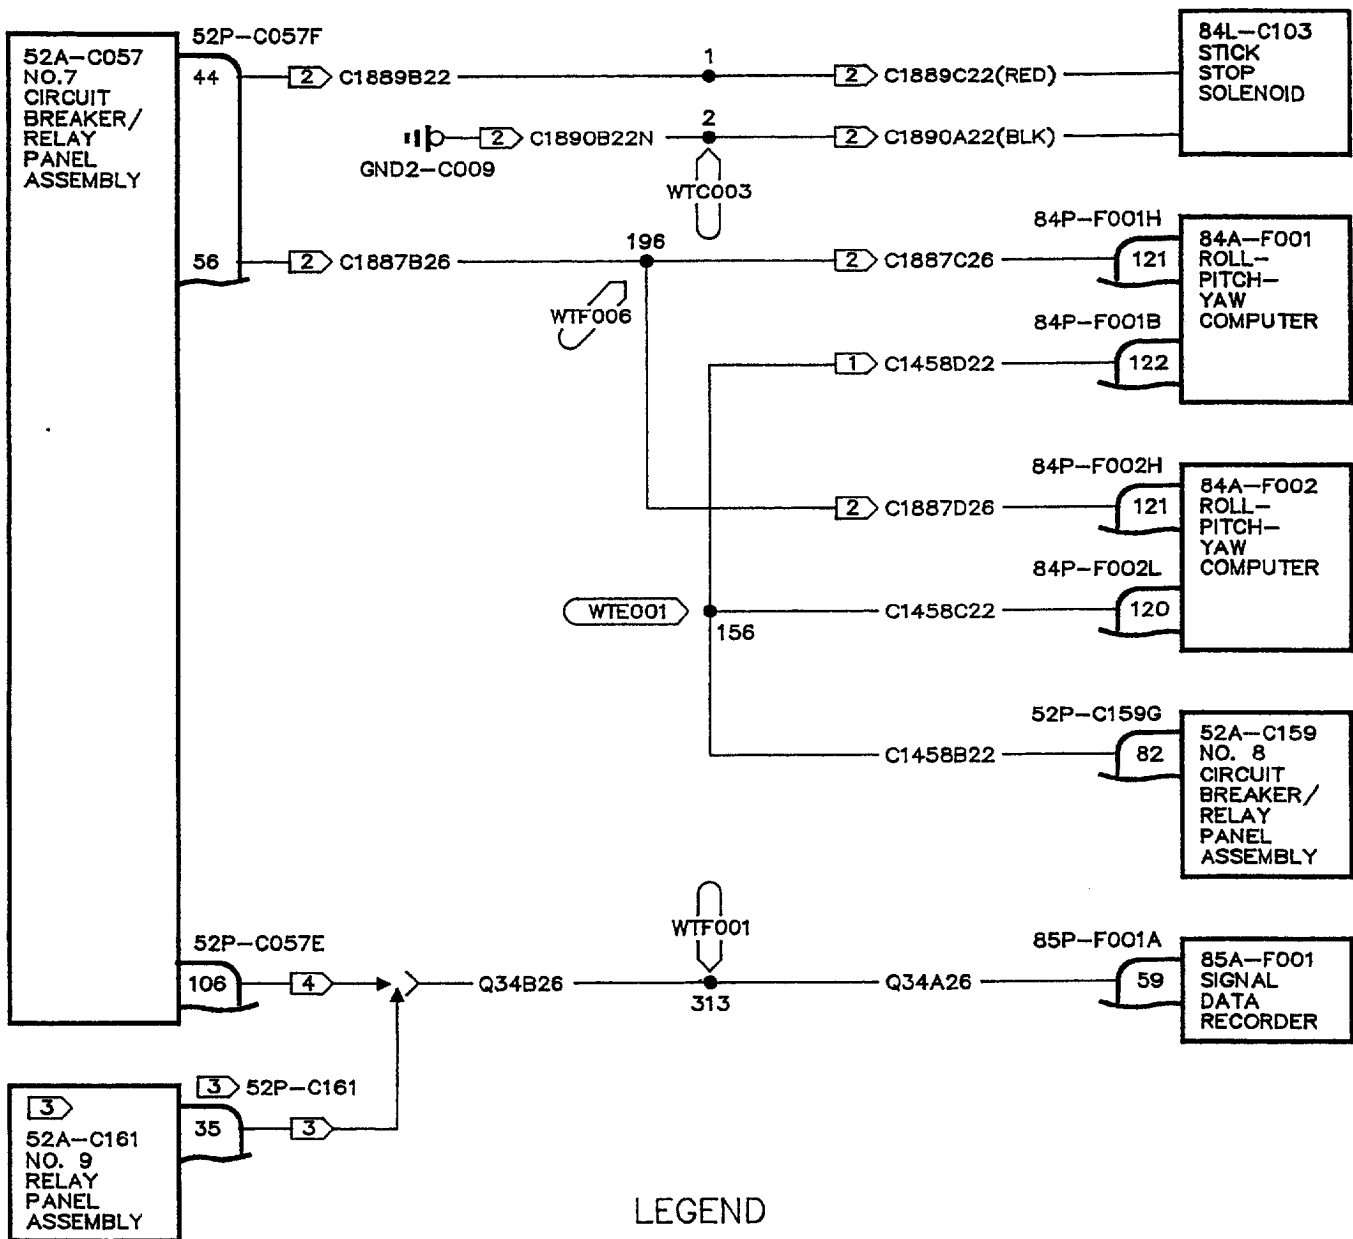 52A-C057
NO.7
CIRCUIT
BREAKER/
RELAY
PANEL
ASSEMBLY
52P-C057F
44
2
C1889B22
1
2
C1889C22(RED)
84L-C103
STICK
STOP
SOLENOID
GND2-C009
2
C1890B22N
2
2
C1890A22(BLK)
WTC003
56
2
C1887B26
196
WTF006
2
C1887C26
84P-F001H
121
84A-F001
ROLL-
PITCH-
YAW
COMPUTER
84P-F001B
1
C1458D22
122
84P-F002H
2
C1887D26
121
84A-F002
ROLL-
PITCH-
YAW
COMPUTER
84P-F002L
WTE001
156
C1458C22
120
52P-C159G
C1458B22
82
52A-C159
NO. 8
CIRCUIT
BREAKER/
RELAY
PANEL
ASSEMBLY
52P-C057E
106
4
Q34B26
WTF001
313
Q34A26
85P-F001A
59
85A-F001
SIGNAL
DATA
RECORDER
3
52A-C161
NO. 9
RELAY
PANEL
ASSEMBLY
3
52P-C161
35
3
LEGEND